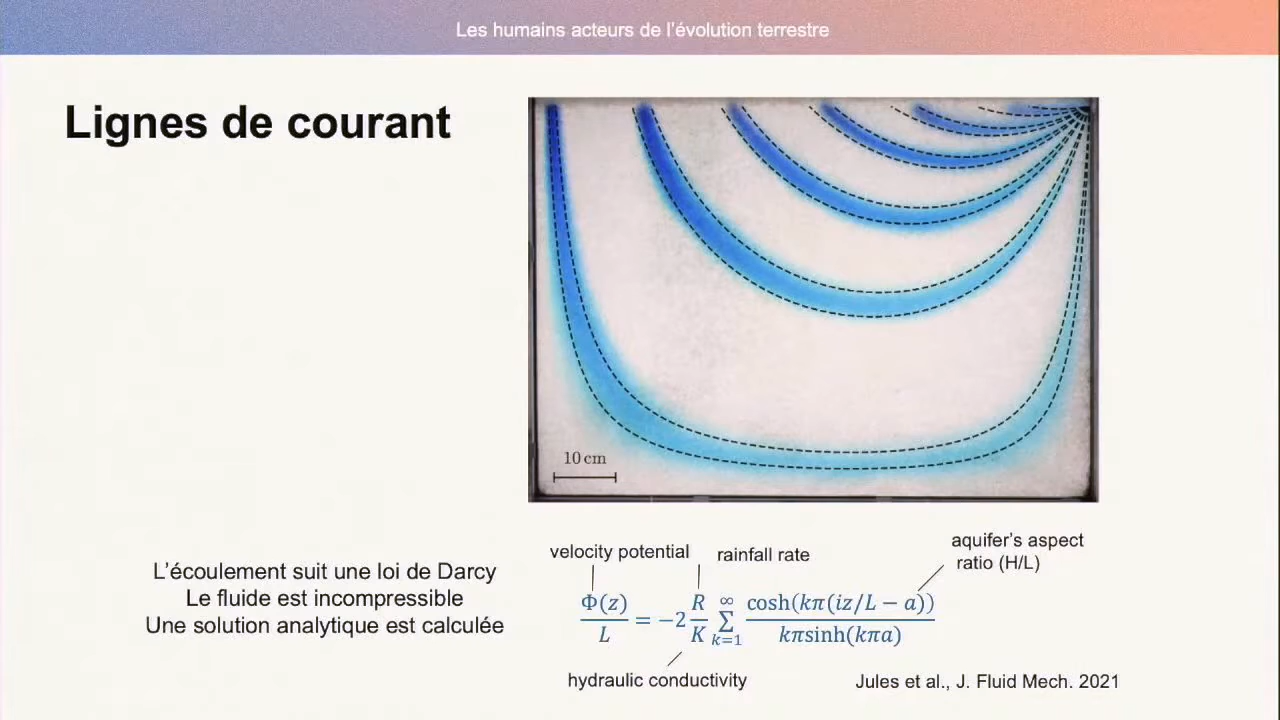 Les humains acteurs de l'évolution terrestre
Lignes de courant
10 cm
L'écoulement suit une loi de Darcy
Le fluide est incompressible
Une solution analytique est calculée
velocity potential
rainfall rate
aquifer's aspect
ratio (H/L)
Φ(z)/L = −2 R/K ∑_{k=1}^{∞} cosh(kπ(iz/L − a))/kπsinh(kπa)
hydraulic conductivity
Jules et al., J. Fluid Mech. 2021